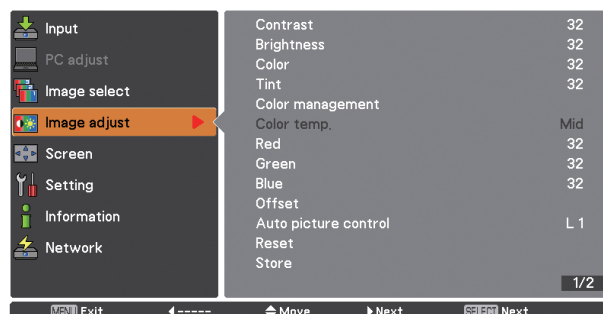 Input
PC adjust
Image select
Image adjust
Screen
Setting
Information
Network
Contrast 32
Brightness 32
Color 32
Tint 32
Color management
Color temp. Mid
Red 32
Green 32
Blue 32
Offset
Auto picture control L 1
Reset
Store
1/2
MENU Exit ----- Move Next SELECT Next